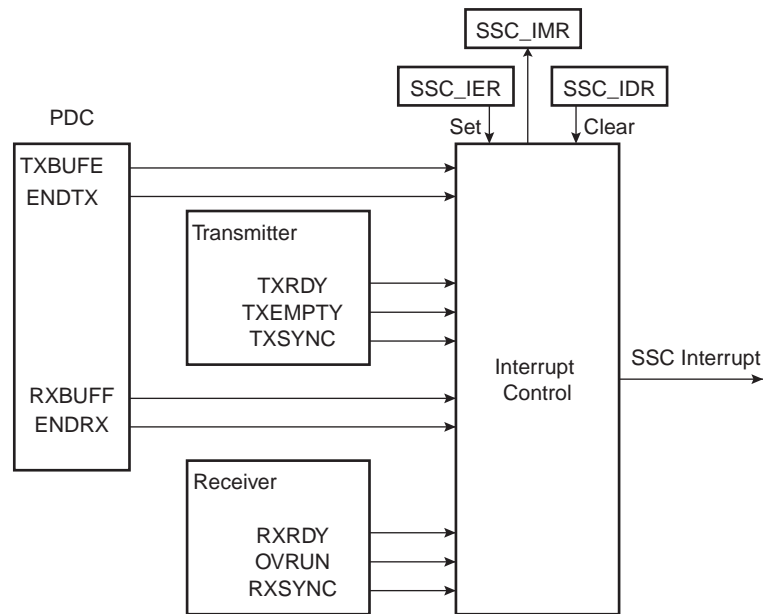 SSC_IMR
SSC_IER
SSC_IDR
PDC
Set
Clear
TXBUFE
ENDTX
Transmitter
TXRDY
TXEMPTY
TXSYNC
RXBUFF
ENDRX
Interrupt
Control
SSC Interrupt
Receiver
RXRDY
OVRUN
RXSYNC